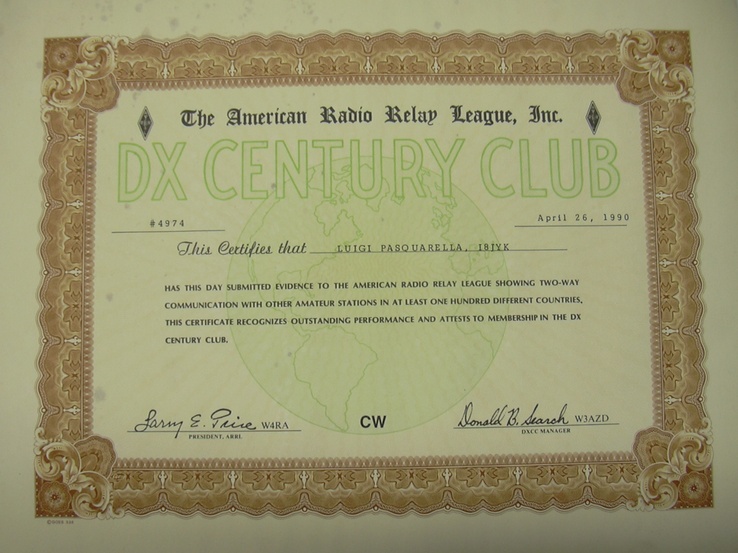 The American Radio Relay League, Inc.
DX CENTURY CLUB
#4974
April 26, 1990
This Certifies that LUIGI PASQUARELLA, I8IYK
HAS THIS DAY SUBMITTED EVIDENCE TO THE AMERICAN RADIO RELAY LEAGUE SHOWING TWO-WAY
COMMUNICATION WITH OTHER AMATEUR STATIONS IN AT LEAST ONE HUNDRED DIFFERENT COUNTRIES,
THIS CERTIFICATE RECOGNIZES OUTSTANDING PERFORMANCE AND ATTESTS TO MEMBERSHIP IN THE DX
CENTURY CLUB.
Larry E. Price W4RA
PRESIDENT, ARRL
CW
Donald B. Search W3AZD
DXCC MANAGER